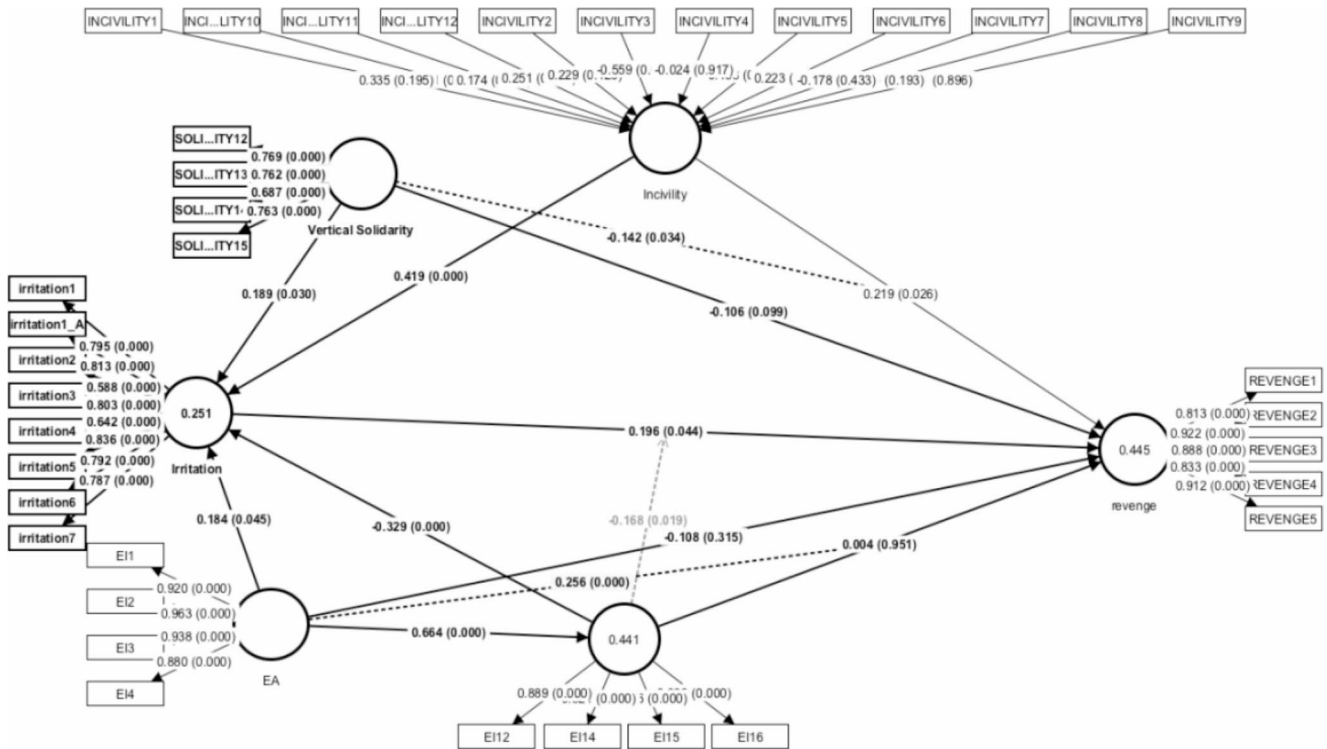 INCIVILITY1 INCI...LITY10 INCI...LITY11 INCI...LITY12 INCIVILITY2 INCIVILITY3 INCIVILITY4 INCIVILITY5 INCIVILITY6 INCIVILITY7 INCIVILITY8 INCIVILITY9
0.335 (0.195) 0.174 0.251 0.229 -0.559 -0.024 (0.917) 0.223 -0.178 (0.433) (0.193) (0.896)
SOLI...ITY12
0.769 (0.000)
SOLI...ITY13
0.762 (0.000)
0.687 (0.000)
0.763 (0.000)
SOLI...ITY15
Incivility
Vertical Solidarity
-0.142 (0.034)
0.419 (0.000)
0.189 (0.030)
0.219 (0.026)
-0.106 (0.099)
irritation1
irritation1_A
0.795 (0.000)
irritation2
0.813 (0.000)
0.588 (0.000)
irritation3
0.803 (0.000)
0.642 (0.000)
irritation4
0.836 (0.000)
0.792 (0.000)
irritation5
0.787 (0.000)
irritation6
irritation7
0.251
Irritation
0.196 (0.044)
REVENGE1
0.813 (0.000)
REVENGE2
0.922 (0.000)
0.888 (0.000)
REVENGE3
0.833 (0.000)
REVENGE4
0.912 (0.000)
REVENGE5
0.445
revenge
0.184 (0.045)
-0.329 (0.000)
-0.168 (0.019)
-0.108 (0.315)
0.004 (0.951)
EI1
0.920 (0.000)
EI2
0.963 (0.000)
0.938 (0.000)
EI3
0.880 (0.000)
EI4
EA
0.256 (0.000)
0.664 (0.000)
0.441
0.889 (0.000) (0.000) (0.000) (0.000)
EI12 EI14 EI15 EI16